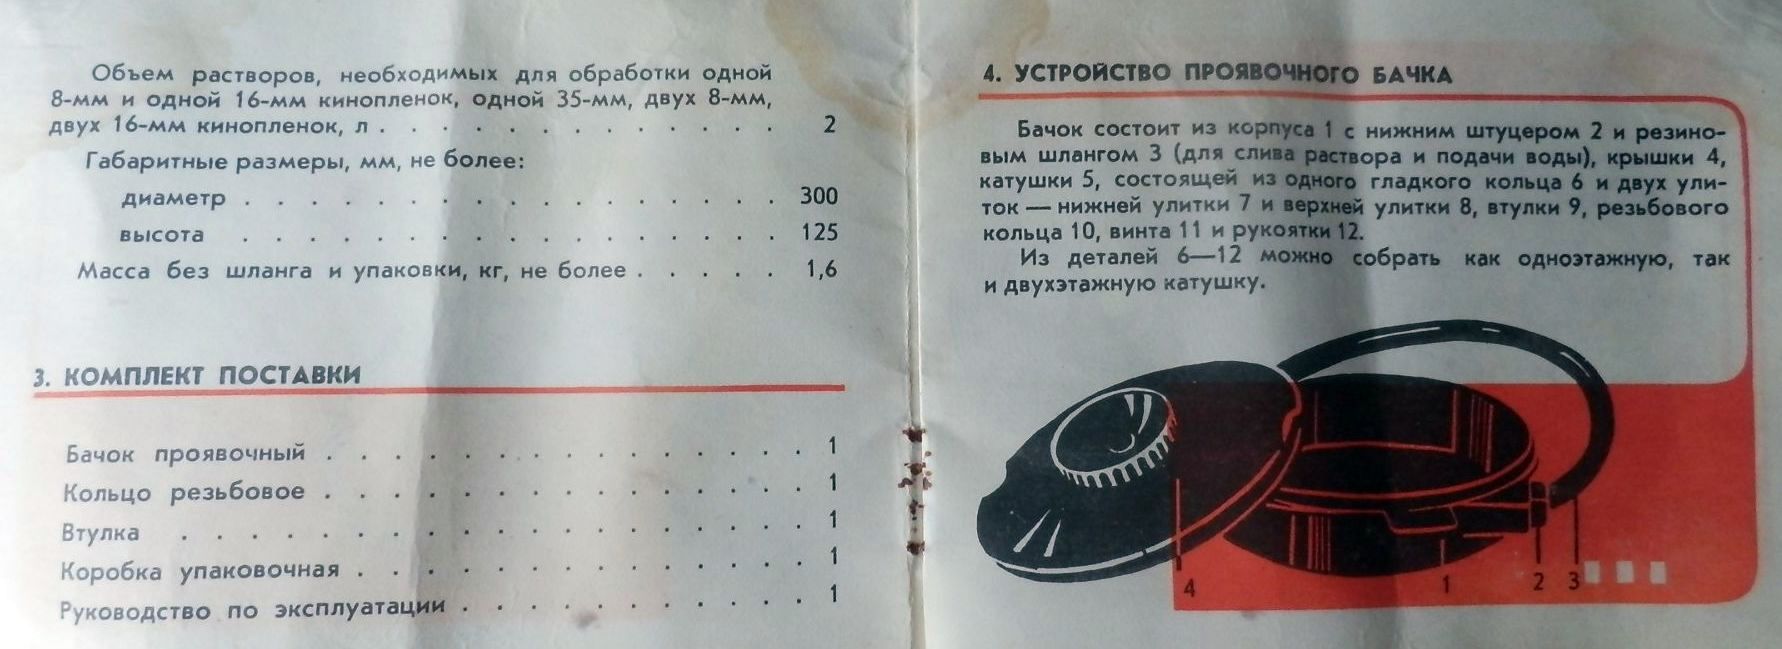 Объем растворов, необходимых для обработки одной
8-мм и одной 16-мм кинопленок, одной 35-мм, двух 8-мм,
двух 16-мм кинопленок, л . . . . . . . . . . . . . 2
Габаритные размеры, мм, не более:
диаметр . . . . . . . . . . . . . . . . . 300
высота . . . . . . . . . . . . . . . . . 125
Масса без шланга и упаковки, кг, не более . . . . . 1,6
3. КОМПЛЕКТ ПОСТАВКИ
Бачок проявочный . . . . . . . . . . . . . . . 1
Кольцо резьбовое . . . . . . . . . . . . . . . 1
Втулка . . . . . . . . . . . . . . . . . . . 1
Коробка упаковочная . . . . . . . . . . . . . . 1
Руководство по эксплуатации . . . . . . . . . . . 1
4. УСТРОЙСТВО ПРОЯВОЧНОГО БАЧКА
Бачок состоит из корпуса 1 с нижним штуцером 2 и резино-
вым шлангом 3 (для слива раствора и подачи воды), крышки 4,
катушки 5, состоящей из одного гладкого кольца 6 и двух ули-
ток — нижней улитки 7 и верхней улитки 8, втулки 9, резьбового
кольца 10, винта 11 и рукоятки 12.
Из деталей 6—12 можно собрать как одноэтажную, так
и двухэтажную катушку.
4 1 2 3